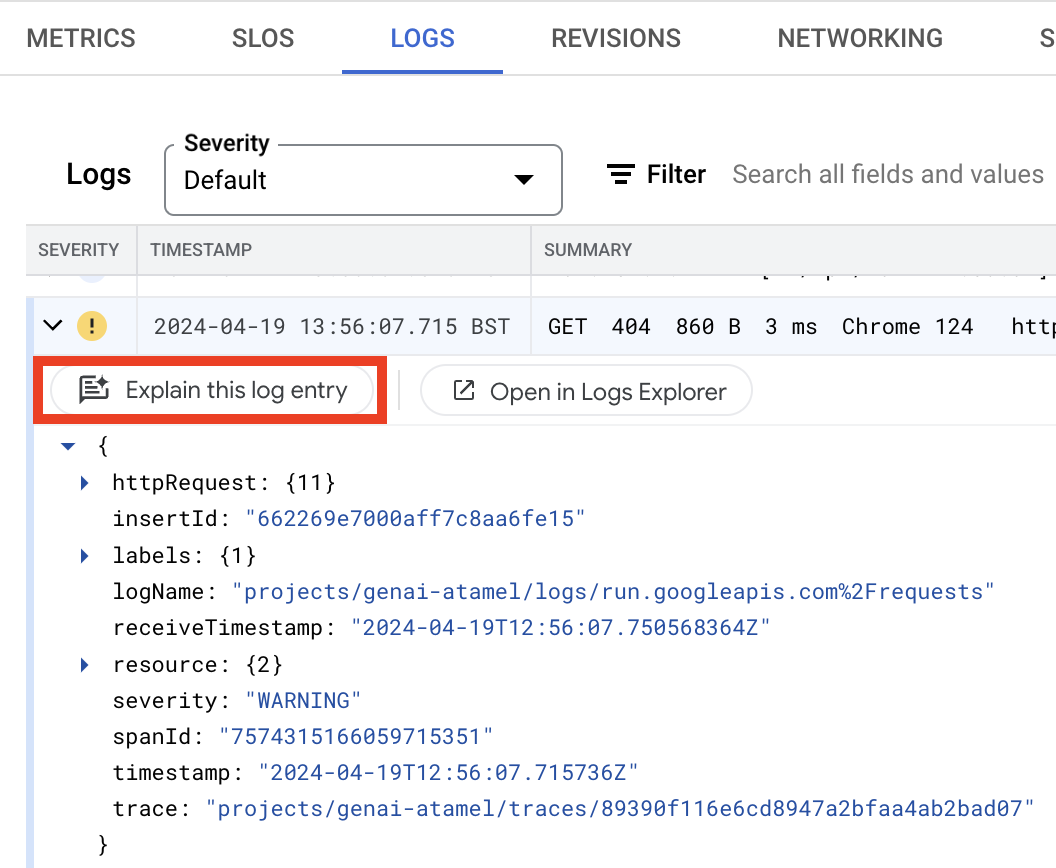 METRICS SLOS LOGS REVISIONS NETWORKING S
Severity
Logs Default Filter Search all fields and values
SEVERITY TIMESTAMP SUMMARY
! 2024-04-19 13:56:07.715 BST GET 404 860 B 3 ms Chrome 124 http
Explain this log entry Open in Logs Explorer
{
httpRequest: {11}
insertId: "662269e7000aff7c8aa6fe15"
labels: {1}
logName: "projects/genai-atamel/logs/run.googleapis.com%2Frequests"
receiveTimestamp: "2024-04-19T12:56:07.750568364Z"
resource: {2}
severity: "WARNING"
spanId: "7574315166059715351"
timestamp: "2024-04-19T12:56:07.715736Z"
trace: "projects/genai-atamel/traces/89390f116e6cd8947a2bfaa4ab2bad07"
}